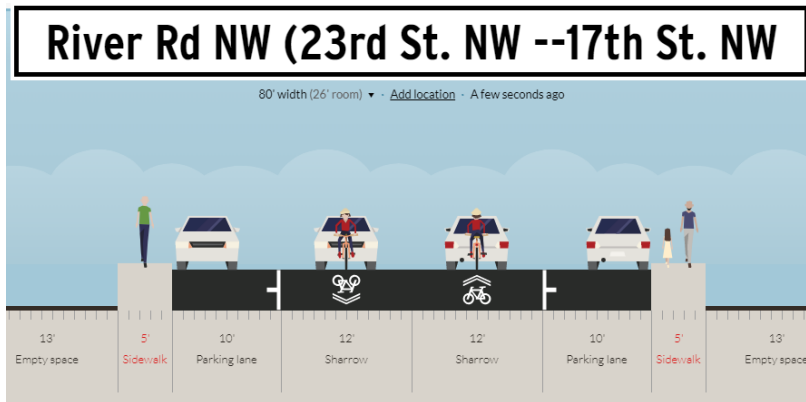 River Rd NW (23rd St. NW --17th St. NW
80' width (26' room) ▾ · Add location · A few seconds ago
13' 5' 10' 12' 12' 10' 5' 13'
Empty space Sidewalk Parking lane Sharrow Sharrow Parking lane Sidewalk Empty space